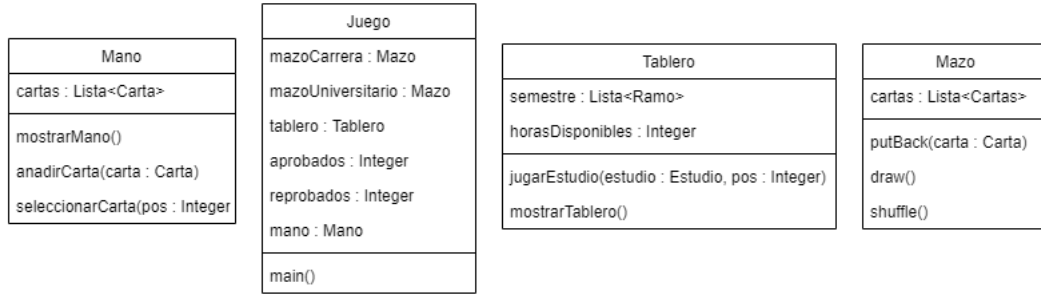 Mano
cartas : Lista<Carta>
mostrarMano()
anadirCarta(carta : Carta)
seleccionarCarta(pos : Integer
Juego
mazoCarrera : Mazo
mazoUniversitario : Mazo
tablero : Tablero
aprobados : Integer
reprobados : Integer
mano : Mano
main()
Tablero
semestre : Lista<Ramo>
horasDisponibles : Integer
jugarEstudio(estudio : Estudio, pos : Integer)
mostrarTablero()
Mazo
cartas : Lista<Cartas>
putBack(carta : Carta)
draw()
shuffle()